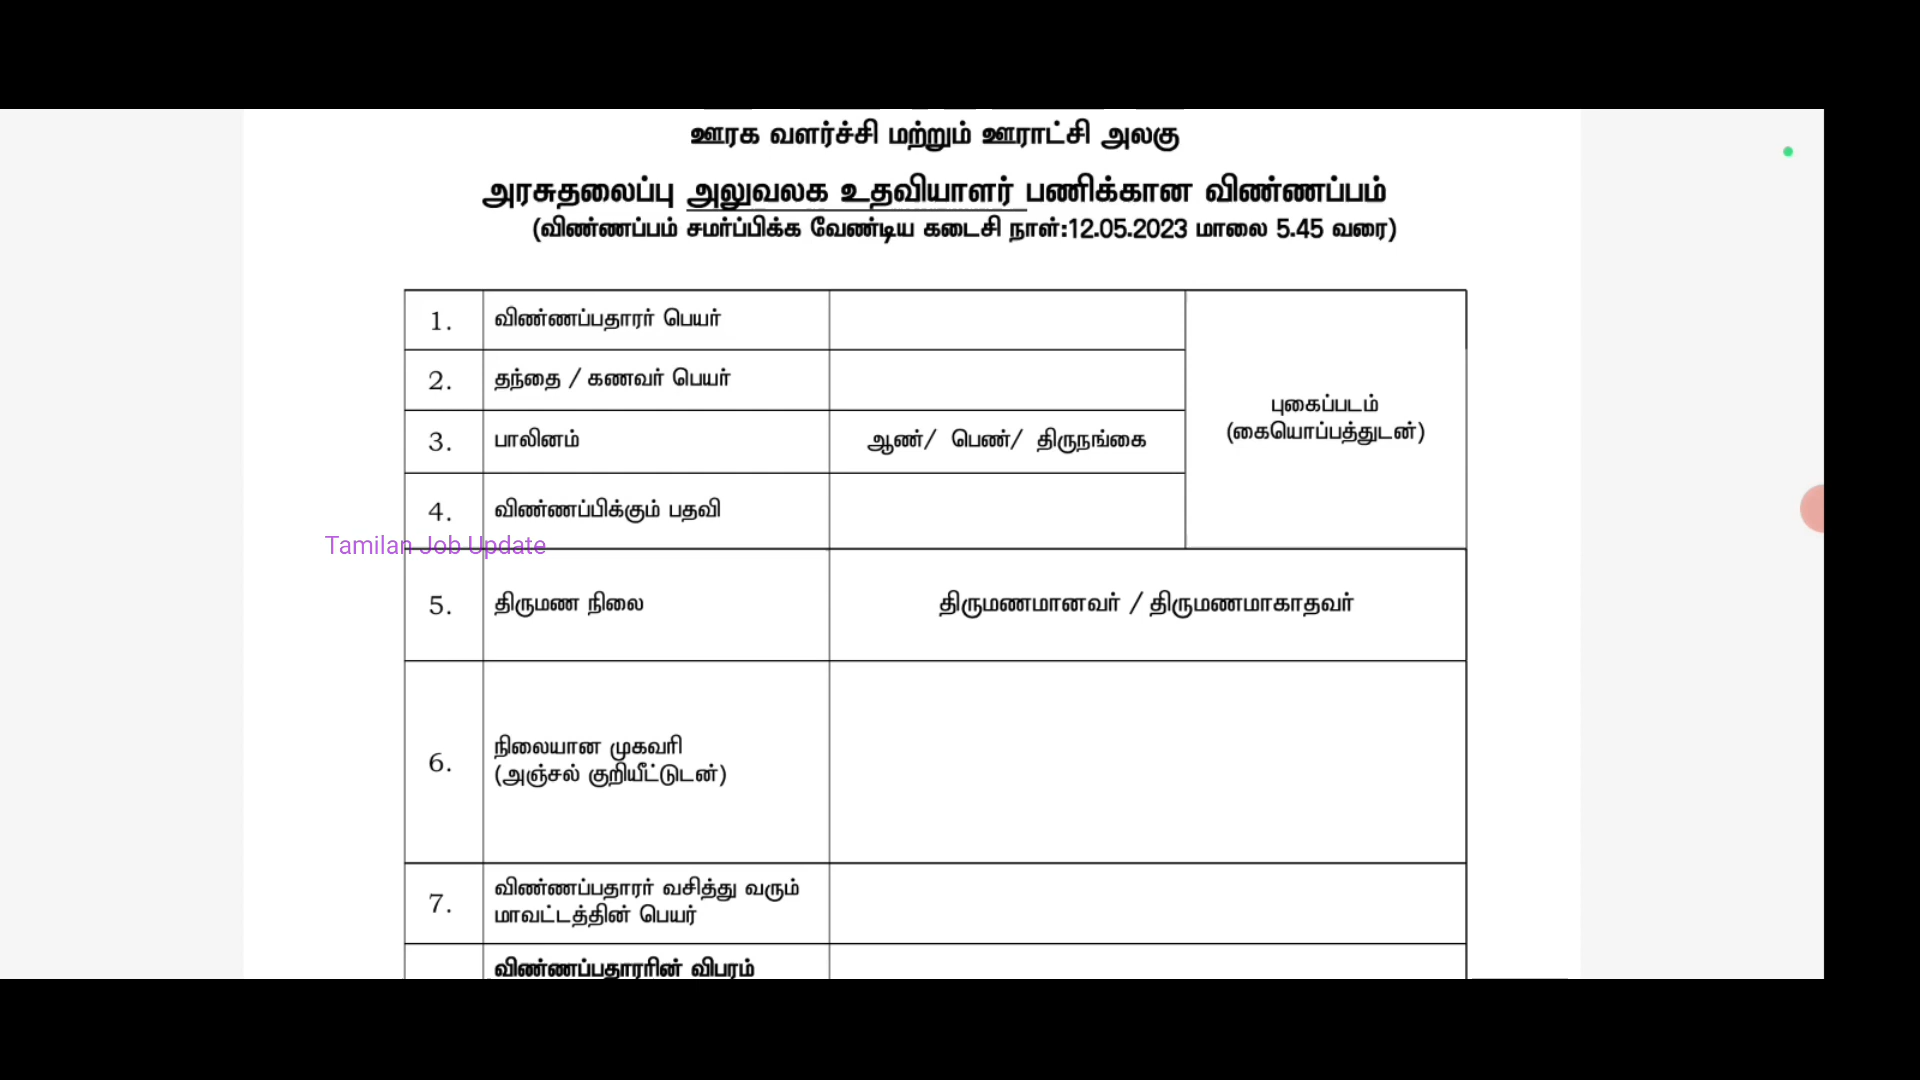 ஊரக வளர்ச்சி மற்றும் ஊராட்சி அலகு
அரசுதலைப்பு அலுவலக உதவியாளர் பணிக்கான விண்ணப்பம்
(விண்ணப்பம் சமர்ப்பிக்க வேண்டிய கடைசி நாள்:12.05.2023 மாலை 5.45 வரை)
1. விண்ணப்பதாரர் பெயர்
2. தந்தை / கணவர் பெயர்
புகைப்படம்
(கையொப்பத்துடன்)
3. பாலினம் ஆண்/ பெண்/ திருநங்கை
4. விண்ணப்பிக்கும் பதவி
Tamilan Job Update
5. திருமண நிலை திருமணமானவர் / திருமணமாகாதவர்
6. நிலையான முகவரி
(அஞ்சல் குறியீட்டுடன்)
7. விண்ணப்பதாரர் வசித்து வரும்
மாவட்டத்தின் பெயர்
விண்ணப்பதாரரின் விபரம்